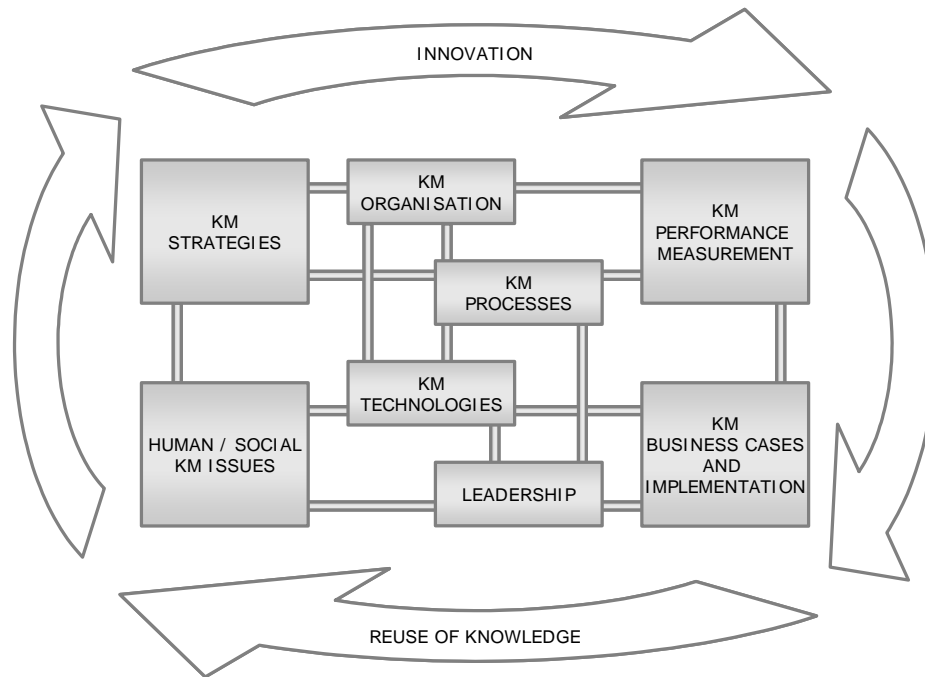 INNOVATION
KM
STRATEGIES
KM
ORGANISATION
KM
PERFORMANCE
MEASUREMENT
KM
PROCESSES
KM
TECHNOLOGIES
HUMAN / SOCIAL
KM ISSUES
KM
BUSINESS CASES
AND
IMPLEMENTATION
LEADERSHIP
REUSE OF KNOWLEDGE